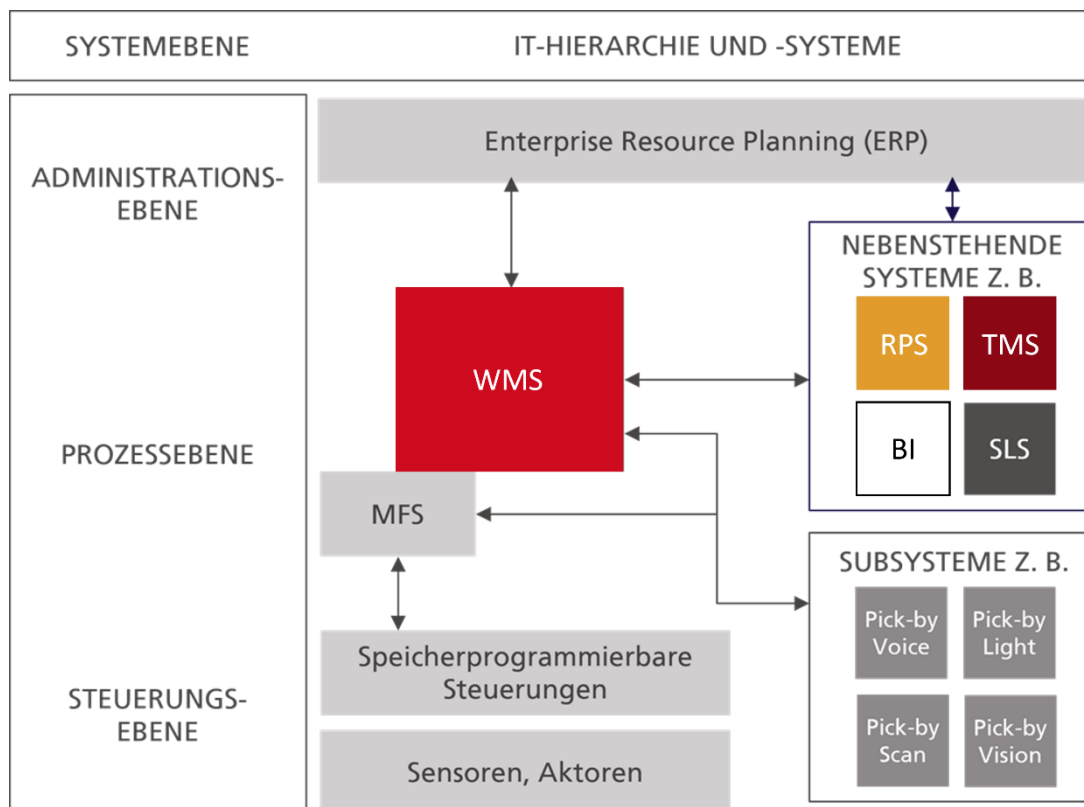 SYSTEMEBENE
IT-HIERARCHIE UND -SYSTEME
ADMINISTRATIONS-
EBENE
PROZESSEBENE
STEUERUNGS-
EBENE
Enterprise Resource Planning (ERP)
WMS
MFS
Speicherprogrammierbare
Steuerungen
Sensoren, Aktoren
NEBENSTEHENDE
SYSTEME Z. B.
RPS
TMS
BI
SLS
SUBSYSTEME Z. B.
Pick-by
Voice
Pick-by
Light
Pick-by
Scan
Pick-by
Vision